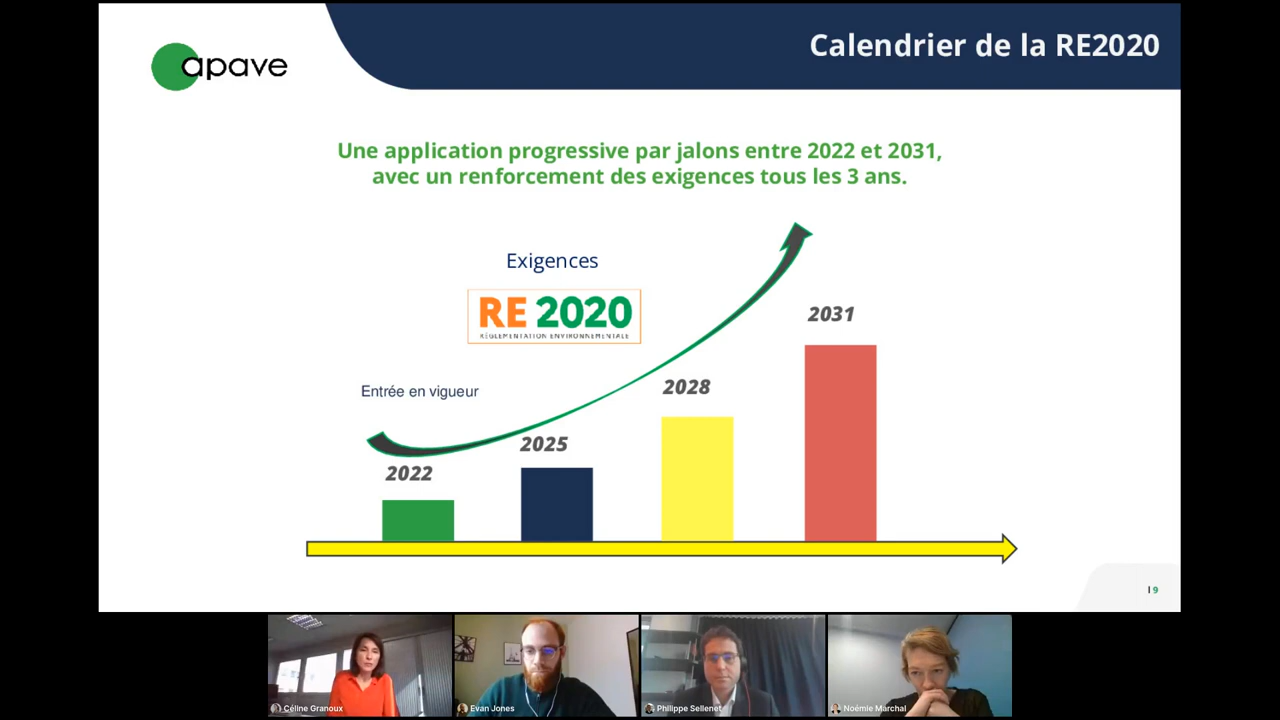 apave
Calendrier de la RE2020
Une application progressive par jalons entre 2022 et 2031,
avec un renforcement des exigences tous les 3 ans.
Exigences
RE 2020
RÉGLEMENTATION ENVIRONNEMENTALE
2031
2028
Entrée en vigueur
2025
2022
I 9
Céline Granoux
Evan Jones
Philippe Sellenet
Noémie Marchal